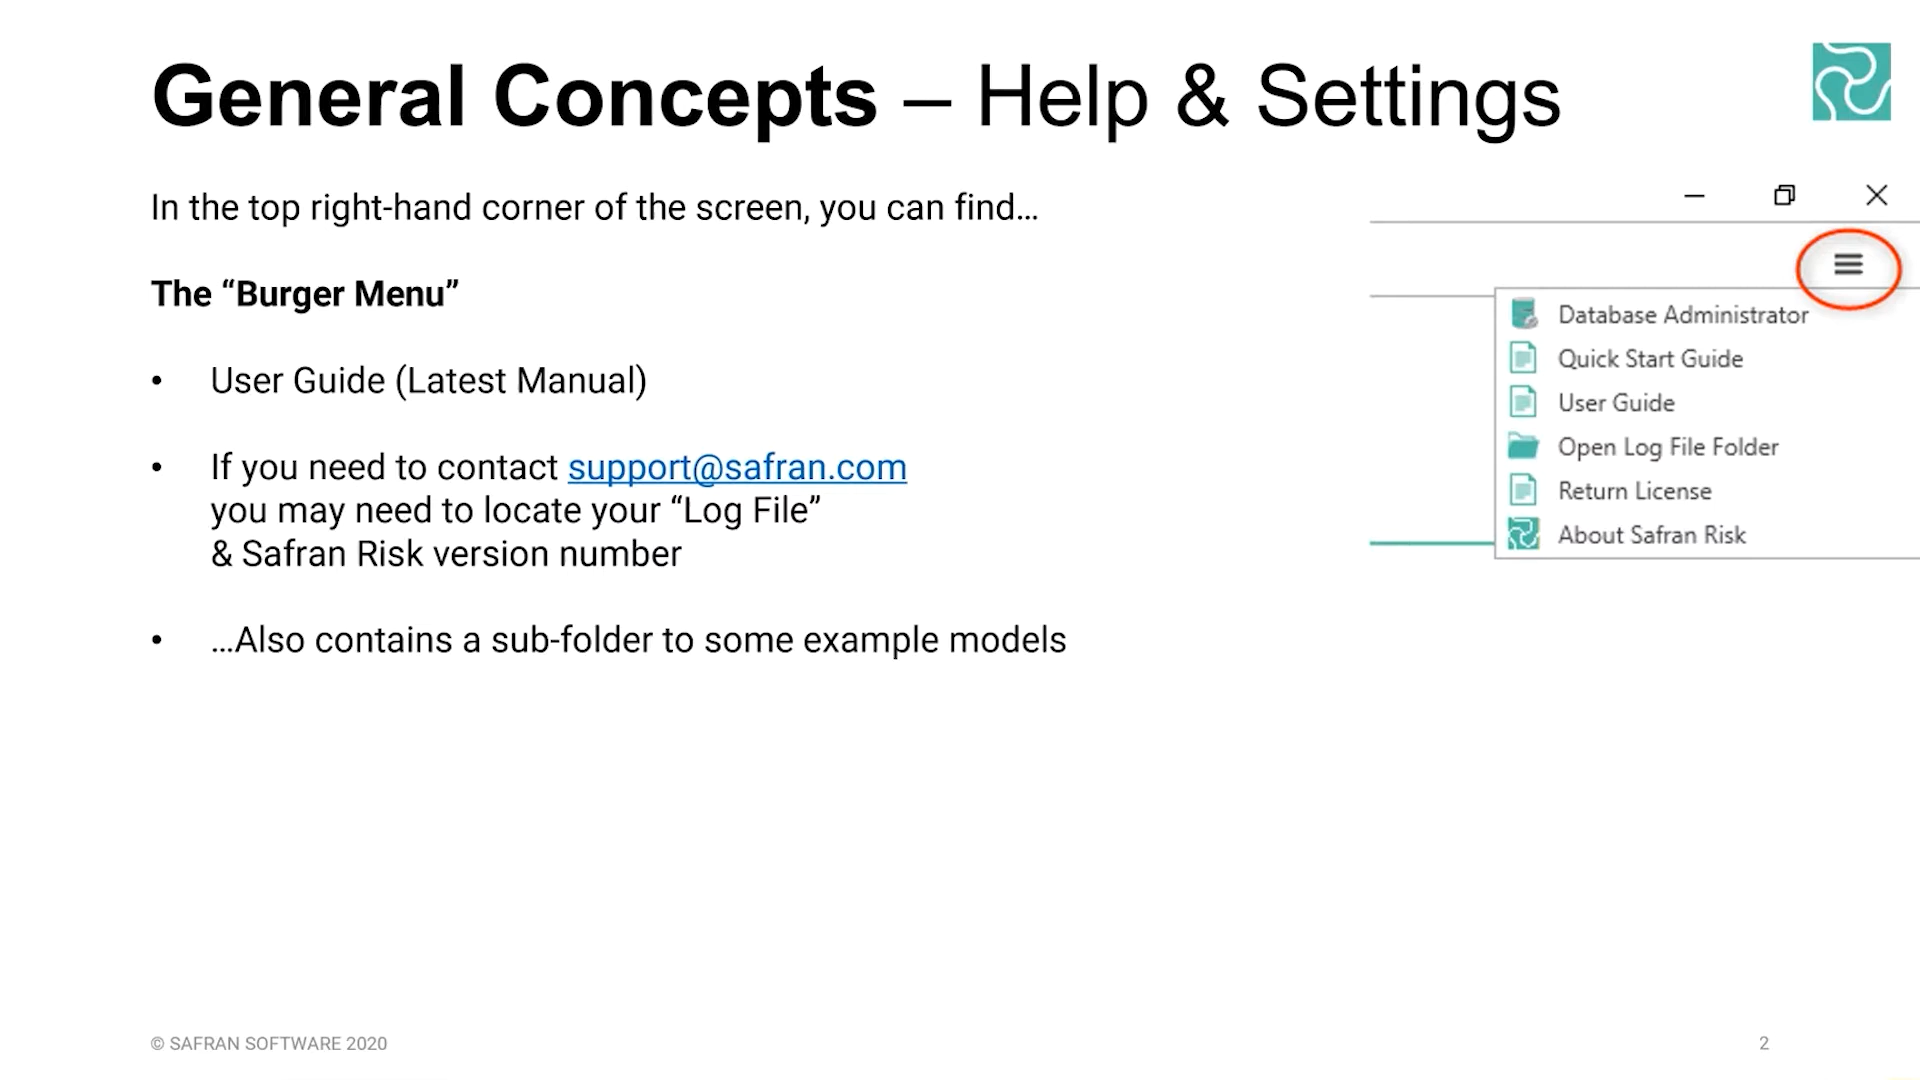 General Concepts – Help & Settings
In the top right-hand corner of the screen, you can find…
The “Burger Menu”
• User Guide (Latest Manual)
• If you need to contact support@safran.com
you may need to locate your “Log File”
& Safran Risk version number
• …Also contains a sub-folder to some example models
Database Administrator
Quick Start Guide
User Guide
Open Log File Folder
Return License
About Safran Risk
© SAFRAN SOFTWARE 2020
2